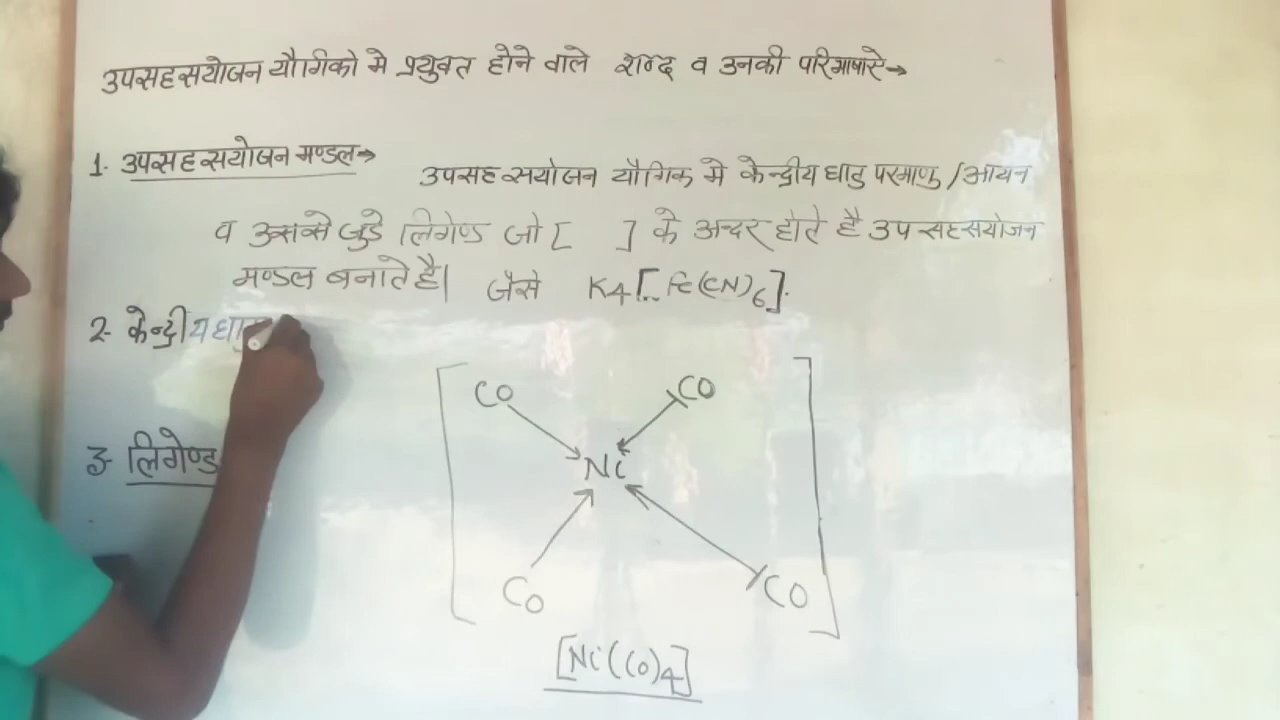 उपसहसयोजन यौगिको मे प्रयुक्त होने वाले शब्द व उनकी परिभाषाऐ→
1. उपसहसयोजन मण्डल→ उपसहसयोजन यौगिक मे केन्द्रीय धातु परमाणु /आयन
व उससे जुडे लिगेण्ड जो [ ] के अन्दर होते है उपसहसयोजन
मण्डल बनाते है। जैसे K4[..Fe(CN)6].
2- केन्द्रीय धातु
CO CO
3- लिगेण्ड
Ni
CO CO
[Ni(CO)4]